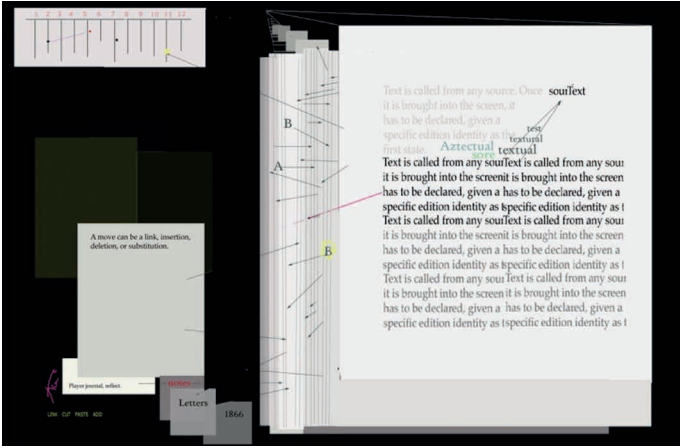 1 2 3 4 5 6 7 8 9 10 11 12
Text is called from any source. Once
it is brought into the screen, it
has to be declared, given a
specific edition identity as the
first state.
sourText
test
textural
Aztectual textual
sore
Text is called from any sourText is called from any sour
it is brought into the screenit is brought into the screen
has to be declared, given a has to be declared, given a
specific edition identity as tspecific edition identity as t
Text is called from any sourText is called from any sour
it is brought into the screenit is brought into the screen
has to be declared, given a has to be declared, given a
specific edition identity as tspecific edition identity as t
Text is called from any sourText is called from any sour
it is brought into the screenit is brought into the screen
has to be declared, given a has to be declared, given a
specific edition identity as tspecific edition identity as t
B
A
B
A move can be a link, insertion,
deletion, or substitution.
Player journal, reflect.
notes
Letters
1866
LINK CUT PASTE ADD